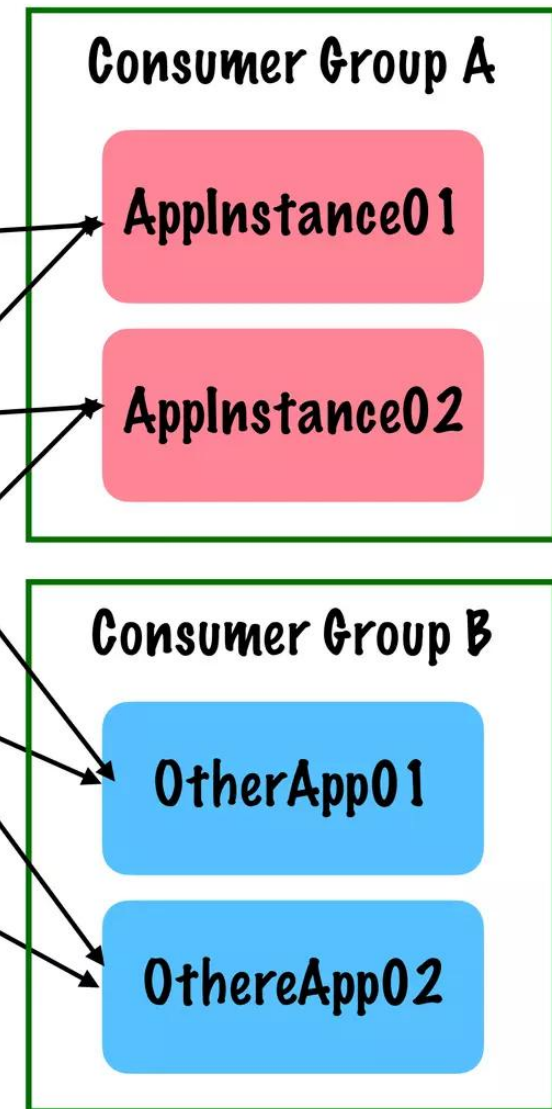 Consumer Group A
AppInstance01
AppInstance02
Consumer Group B
OtherApp01
OthereApp02